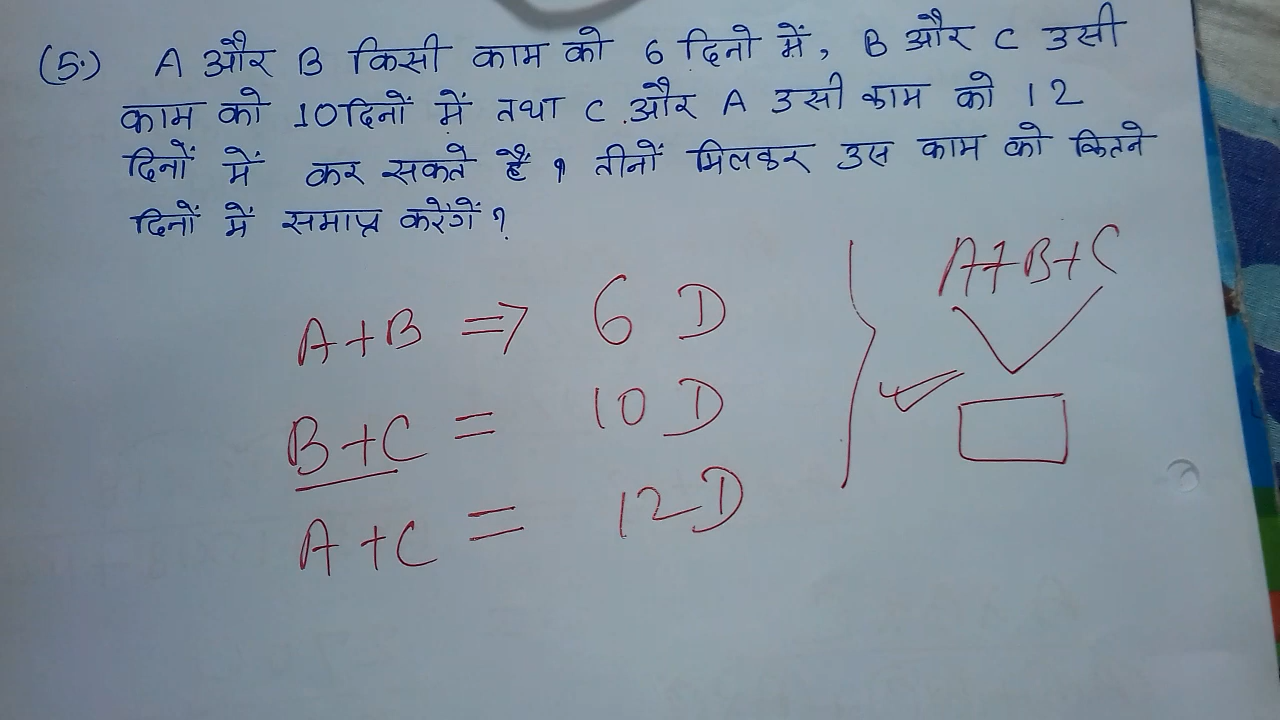 (5.) A और B किसी काम को 6 दिनो में, B और C उसी
काम को 10 दिनों में तथा C और A उसी काम को 12
दिनों में कर सकते हैं। तीनों मिलकर उस काम को कितने
दिनों में समाप्त करेंगें?
A+B ⇒ 6 D
B+C = 10 D
A+C = 12 D
A+B+C